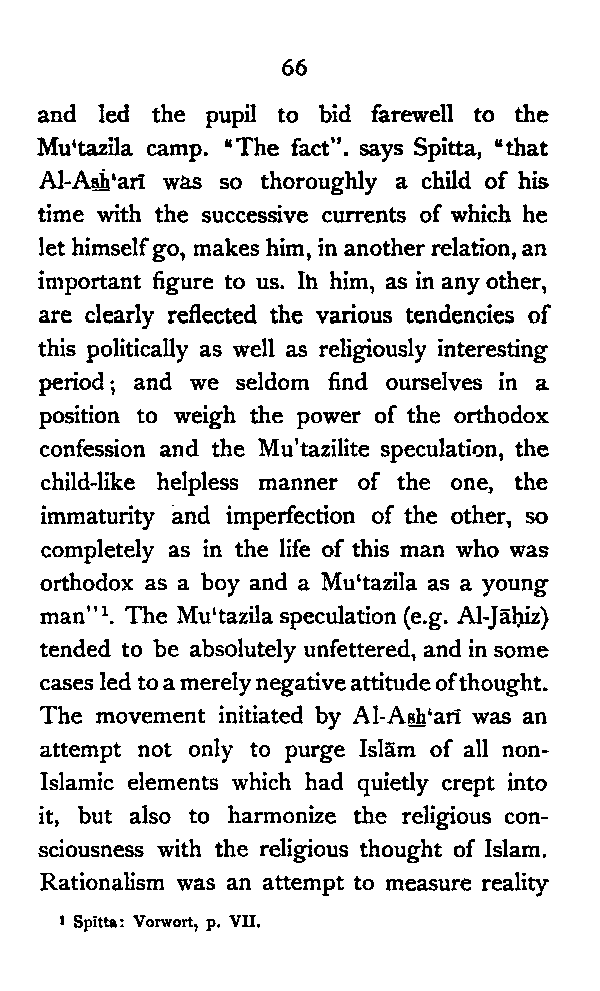 66
and led the pupil to bid farewell to the
Mu‘tazila camp. “The fact”. says Spitta, “that
Al-As̲h̲‘arī was so thoroughly a child of his
time with the successive currents of which he
let himself go, makes him, in another relation, an
important figure to us. In him, as in any other,
are clearly reflected the various tendencies of
this politically as well as religiously interesting
period; and we seldom find ourselves in a
position to weigh the power of the orthodox
confession and the Mu'tazilite speculation, the
child-like helpless manner of the one, the
immaturity and imperfection of the other, so
completely as in the life of this man who was
orthodox as a boy and a Mu‘tazila as a young
man”¹. The Mu‘tazila speculation (e.g. Al-Jāḥiz)
tended to be absolutely unfettered, and in some
cases led to a merely negative attitude of thought.
The movement initiated by Al-As̲h̲‘arī was an
attempt not only to purge Islām of all non-
Islamic elements which had quietly crept into
it, but also to harmonize the religious con-
sciousness with the religious thought of Islam.
Rationalism was an attempt to measure reality
¹ Spitta: Vorwort, p. VII.